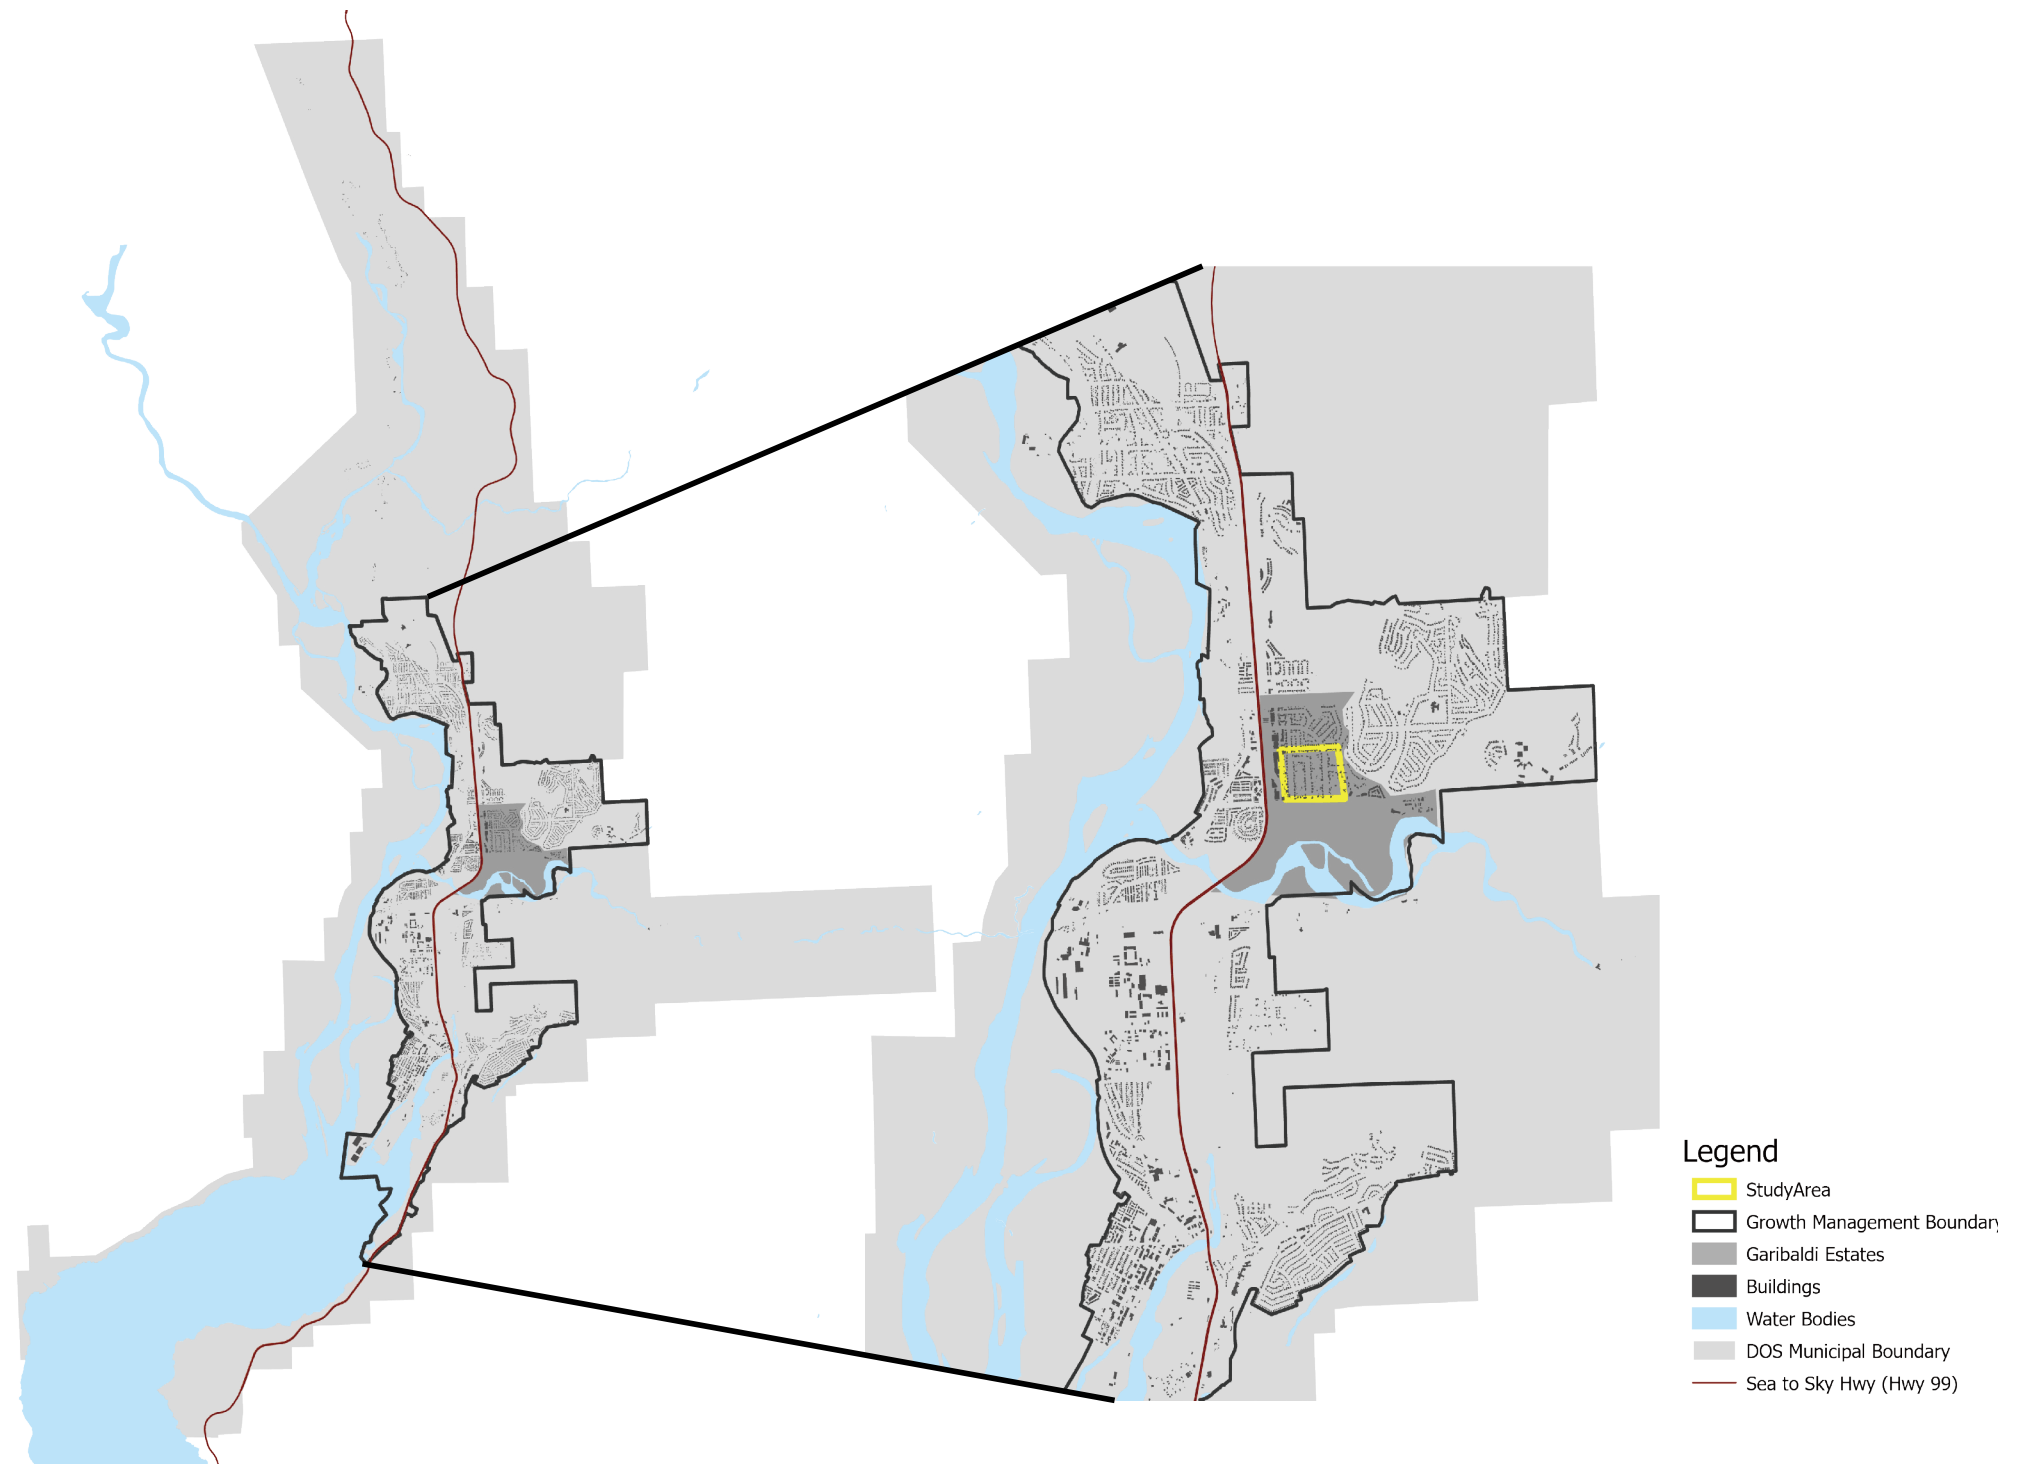 Legend
StudyArea
Growth Management Boundary
Garibaldi Estates
Buildings
Water Bodies
DOS Municipal Boundary
Sea to Sky Hwy (Hwy 99)